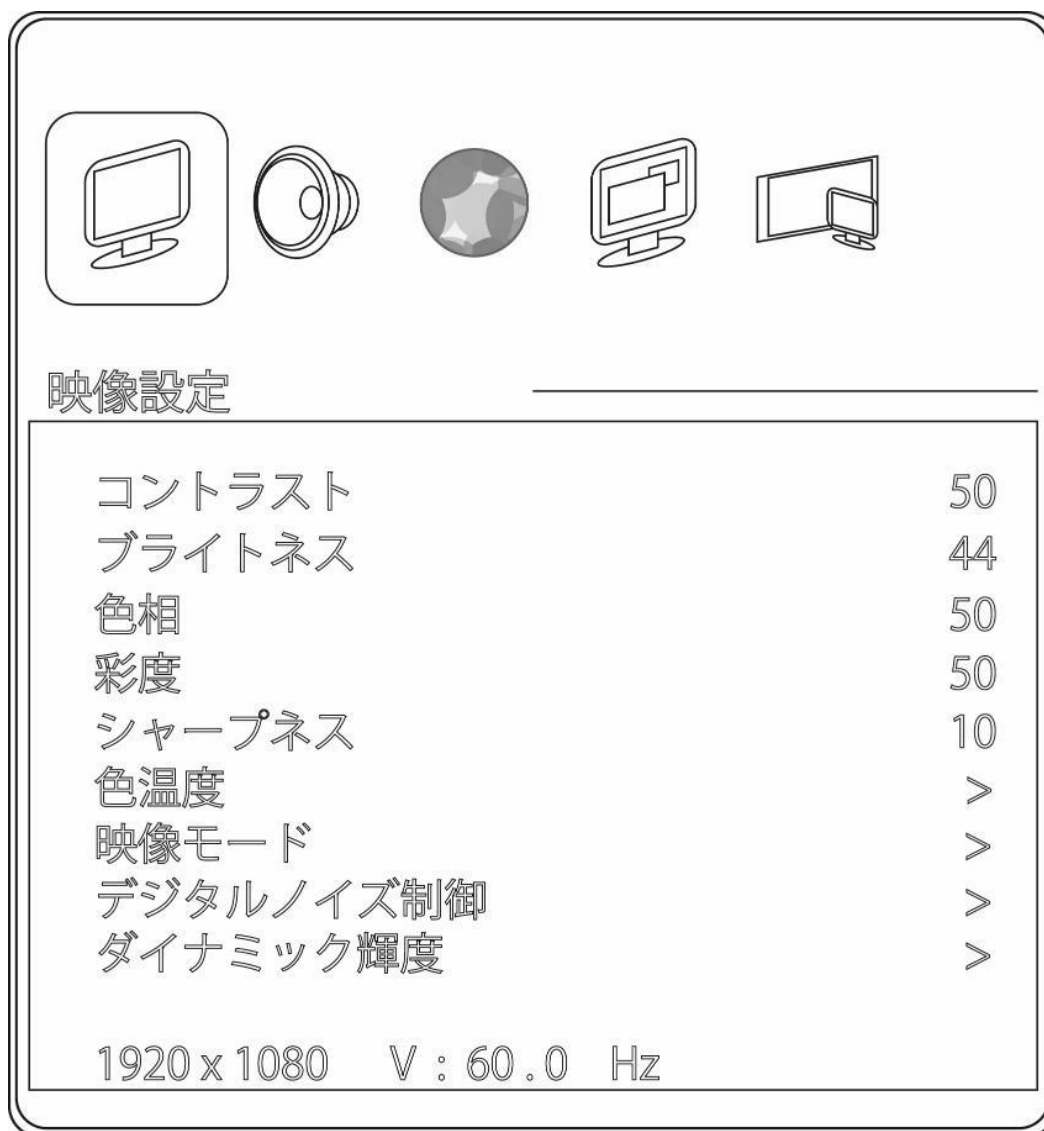 映像設定
コントラスト 50
ブライトネス 44
色相 50
彩度 50
シャープネス 10
色温度 >
映像モード >
デジタルノイズ制御 >
ダイナミック輝度 >
1920 x 1080 V : 60 . 0 Hz